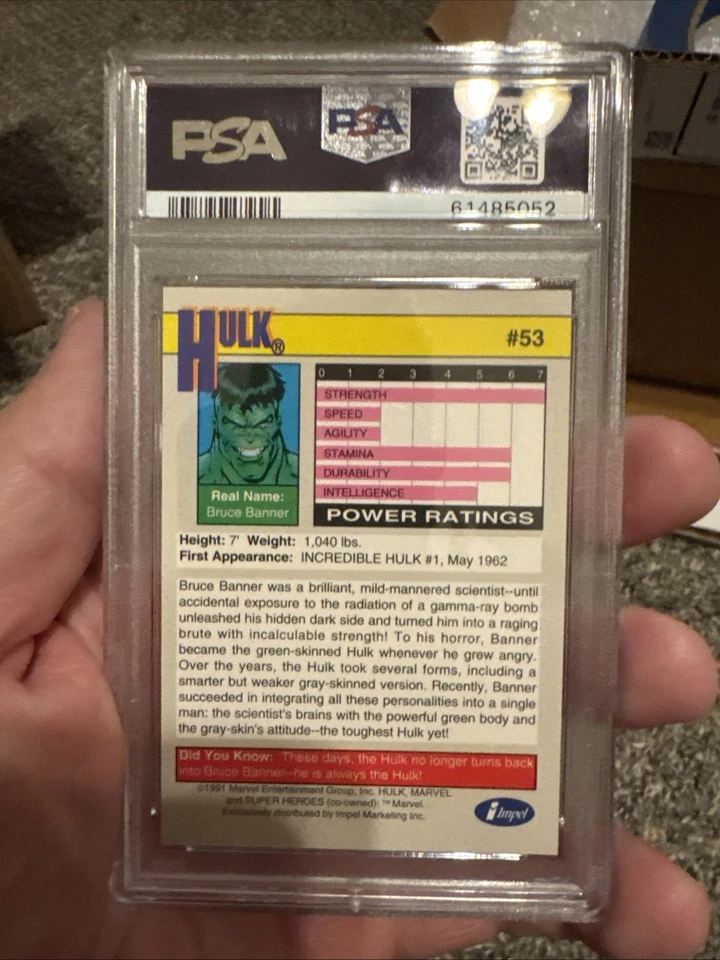 PSA
PSA
61485052
HULK®
#53
0 1 2 3 4 5 6 7
STRENGTH
SPEED
AGILITY
STAMINA
DURABILITY
INTELLIGENCE
POWER RATINGS
Real Name:
Bruce Banner
Height: 7' Weight: 1,040 lbs.
First Appearance: INCREDIBLE HULK #1, May 1962
Bruce Banner was a brilliant, mild-mannered scientist--until
accidental exposure to the radiation of a gamma-ray bomb
unleashed his hidden dark side and turned him into a raging
brute with incalculable strength! To his horror, Banner
became the green-skinned Hulk whenever he grew angry.
Over the years, the Hulk took several forms, including a
smarter but weaker gray-skinned version. Recently, Banner
succeeded in integrating all these personalities into a single
man: the scientist's brains with the powerful green body and
the gray-skin's attitude--the toughest Hulk yet!
Did You Know: These days, the Hulk no longer turns back
into Bruce Banner--he is always the Hulk!
©1991 Marvel Entertainment Group, Inc. HULK, MARVEL
and SUPER HEROES (co-owned): ™ Marvel.
Exclusively distributed by Impel Marketing Inc.
impel